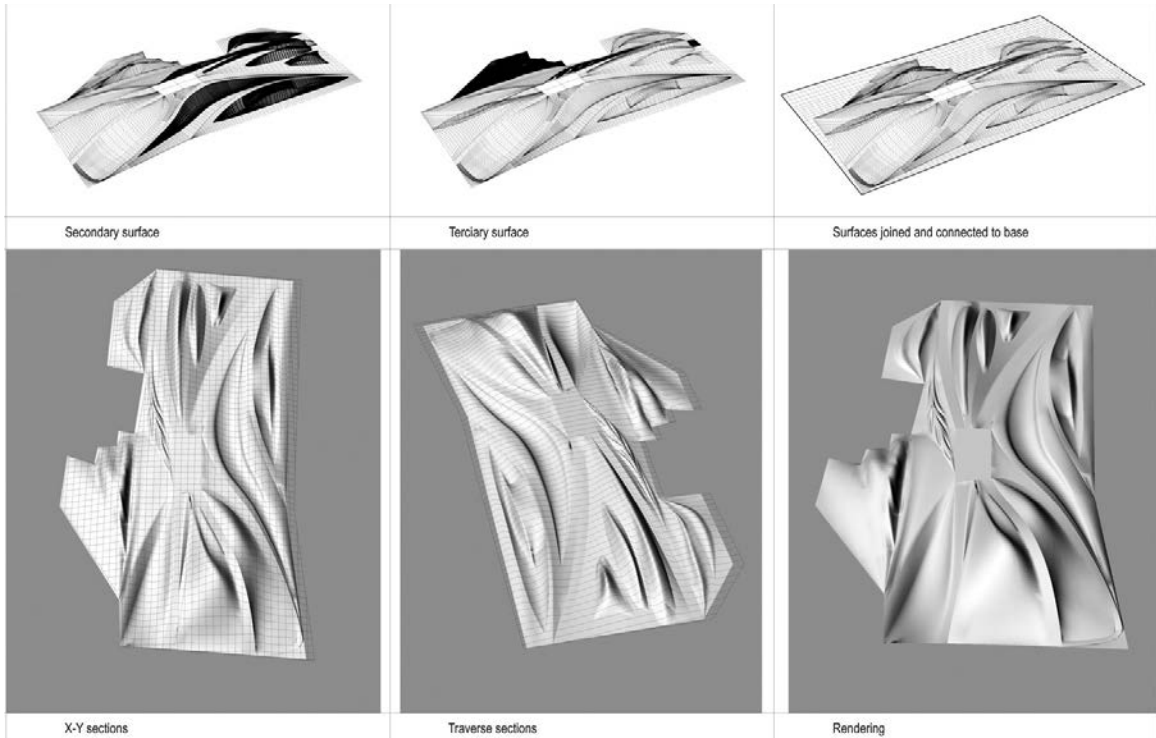 Secondary surface
Terciary surface
Surfaces joined and connected to base
X-Y sections
Traverse sections
Rendering